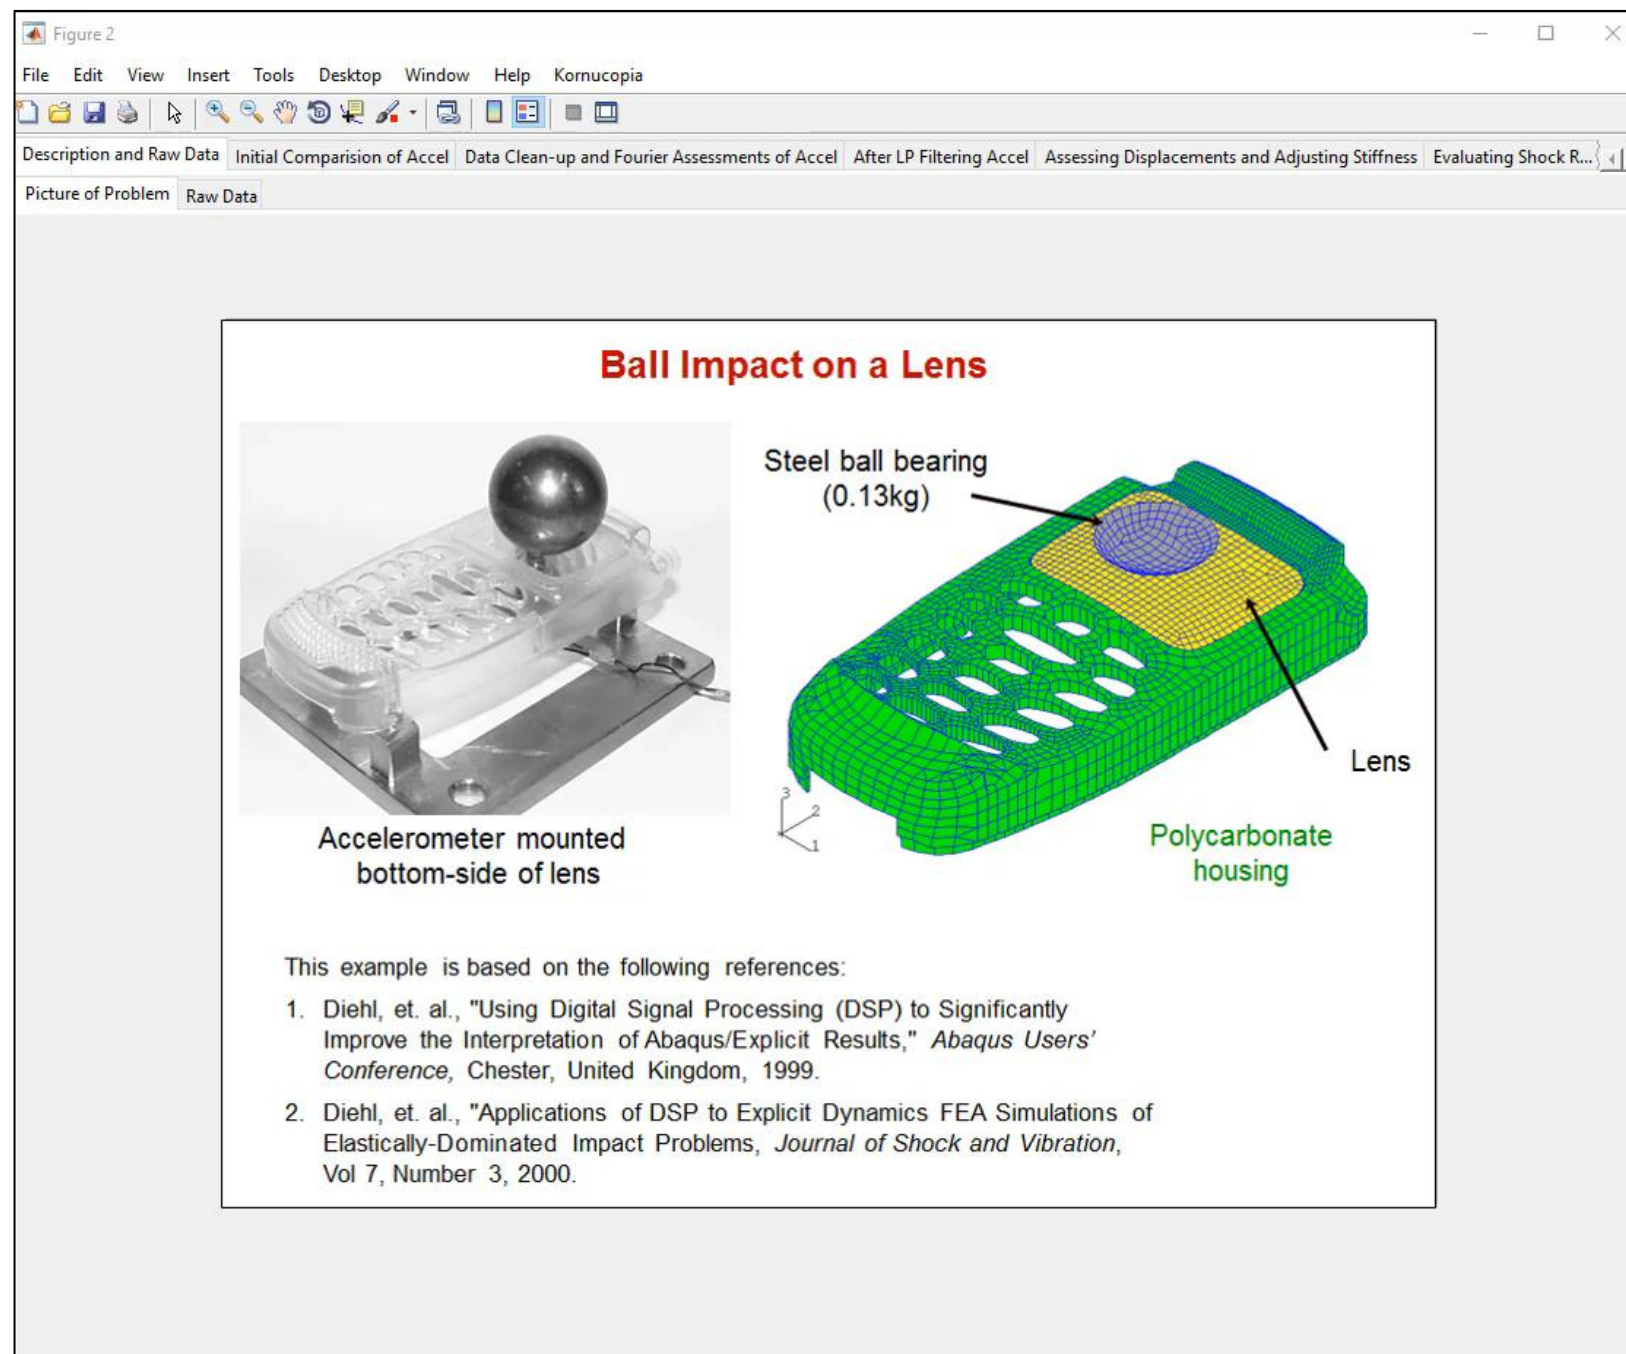 Figure 2
File Edit View Insert Tools Desktop Window Help Kornucopia
Description and Raw Data Initial Comparision of Accel Data Clean-up and Fourier Assessments of Accel After LP Filtering Accel Assessing Displacements and Adjusting Stiffness Evaluating Shock R...
Picture of Problem Raw Data
Ball Impact on a Lens
Steel ball bearing
(0.13kg)
Lens
3
2
1
Accelerometer mounted
bottom-side of lens
Polycarbonate
housing
This example is based on the following references:
1. Diehl, et. al., "Using Digital Signal Processing (DSP) to Significantly
Improve the Interpretation of Abaqus/Explicit Results," Abaqus Users'
Conference, Chester, United Kingdom, 1999.
2. Diehl, et. al., "Applications of DSP to Explicit Dynamics FEA Simulations of
Elastically-Dominated Impact Problems, Journal of Shock and Vibration,
Vol 7, Number 3, 2000.